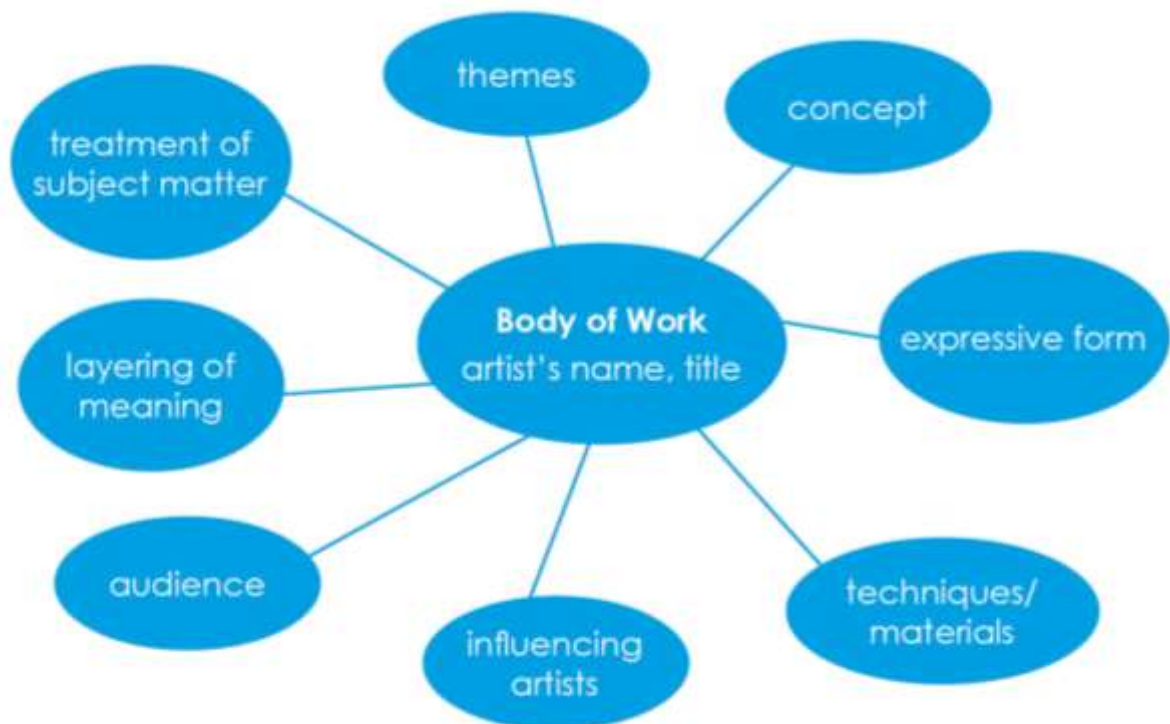 themes
concept
treatment of
subject matter
Body of Work
artist's name, title
expressive form
layering of
meaning
audience
techniques/
materials
influencing
artists